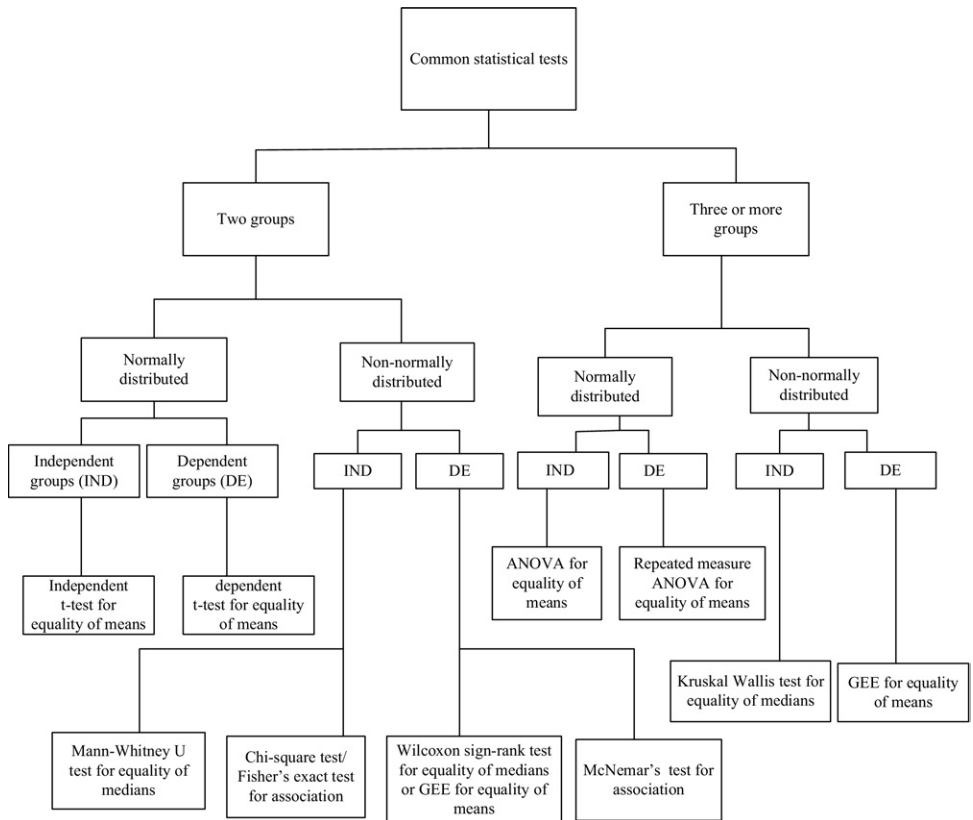 Common statistical tests
Two groups
Three or more
groups
Normally
distributed
Non-normally
distributed
Normally
distributed
Non-normally
distributed
Independent
groups (IND)
Dependent
groups (DE)
IND
DE
IND
DE
IND
DE
Independent
t-test for
equality of means
dependent
t-test for equality
of means
ANOVA for
equality of
means
Repeated measure
ANOVA for
equality of means
Kruskal Wallis test for
equality of medians
GEE for equality
of means
Mann-Whitney U
test for equality of
medians
Chi-square test/
Fisher’s exact test
for association
Wilcoxon sign-rank test
for equality of medians
or GEE for equality of
means
McNemar’s test for
association